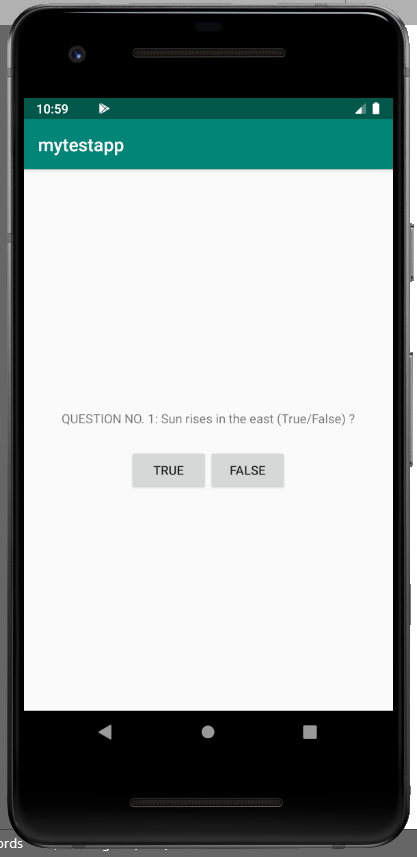 10:59
mytestapp
QUESTION NO. 1: Sun rises in the east (True/False) ?
TRUE FALSE